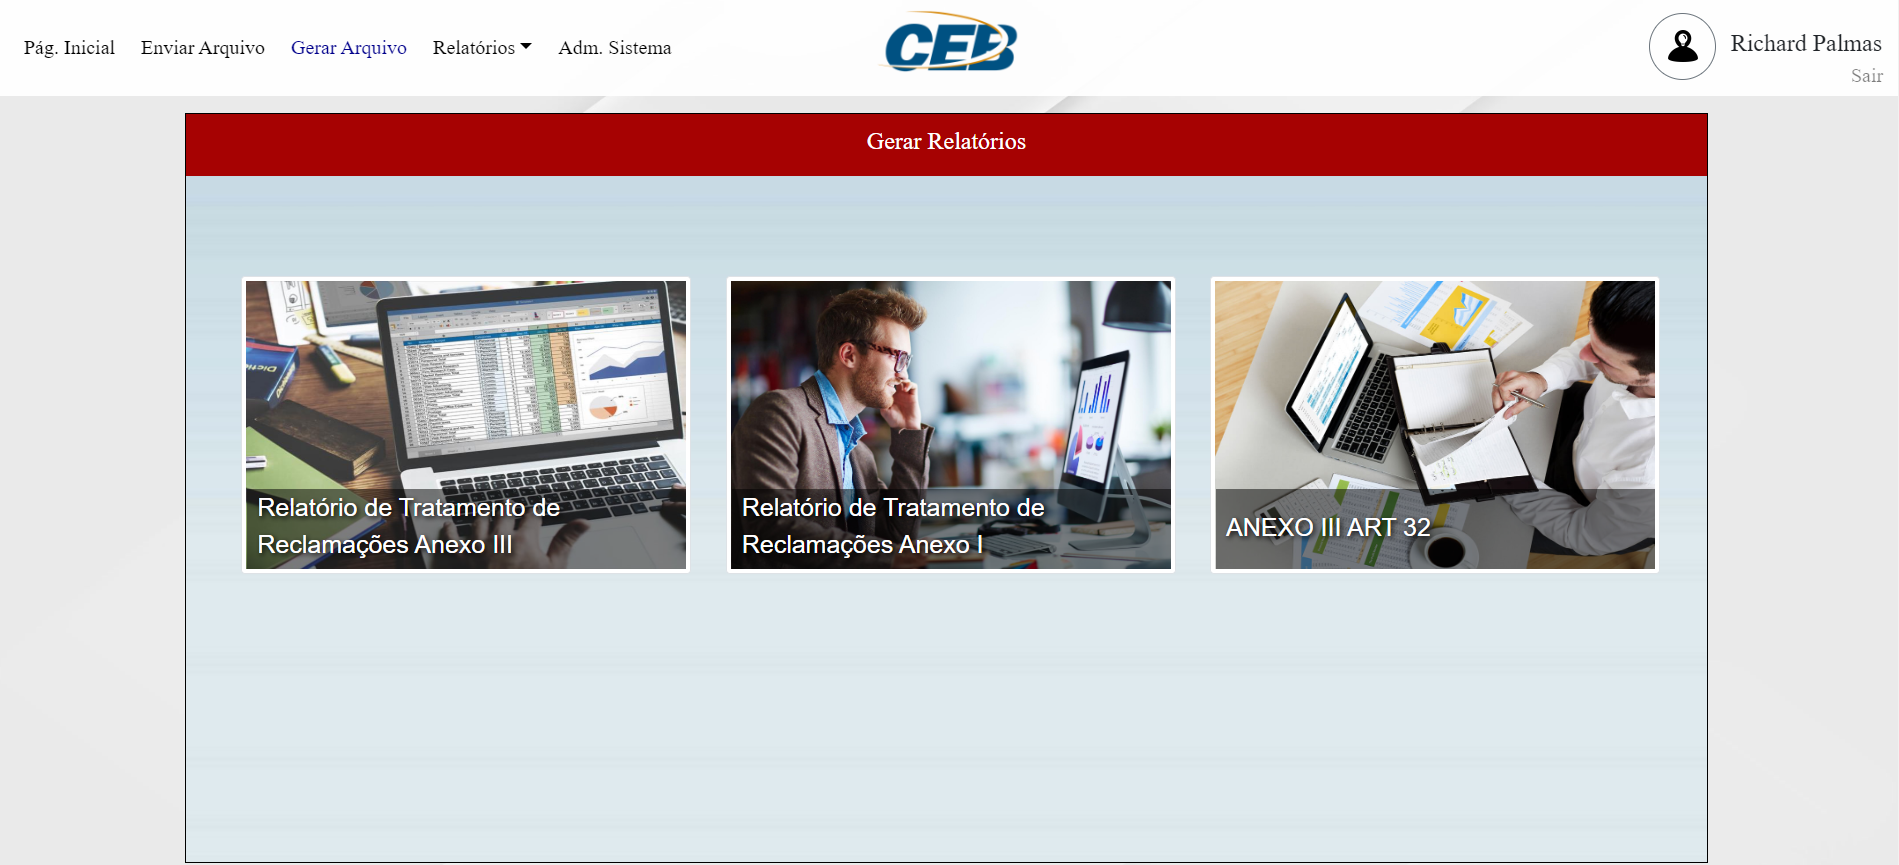 Pág. Inicial Enviar Arquivo Gerar Arquivo Relatórios Adm. Sistema
CEB
Richard Palmas
Sair
Gerar Relatórios
Relatório de Tratamento de
Reclamações Anexo III
Relatório de Tratamento de
Reclamações Anexo I
ANEXO III ART 32